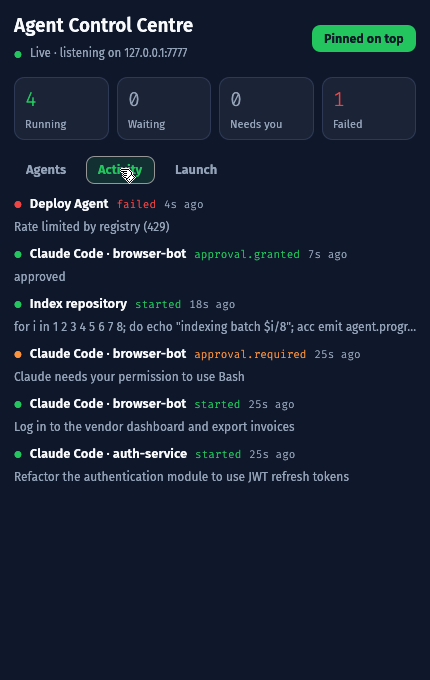 Agent Control Centre
Live · listening on 127.0.0.1:7777
Pinned on top
4
Running
0
Waiting
0
Needs you
1
Failed
Agents
Activity
Launch
Deploy Agent failed 4s ago
Rate limited by registry (429)
Claude Code · browser-bot approval.granted 7s ago
approved
Index repository started 18s ago
for i in 1 2 3 4 5 6 7 8; do echo "indexing batch $i/8"; acc emit agent.progr...
Claude Code · browser-bot approval.required 25s ago
Claude needs your permission to use Bash
Claude Code · browser-bot started 25s ago
Log in to the vendor dashboard and export invoices
Claude Code · auth-service started 25s ago
Refactor the authentication module to use JWT refresh tokens